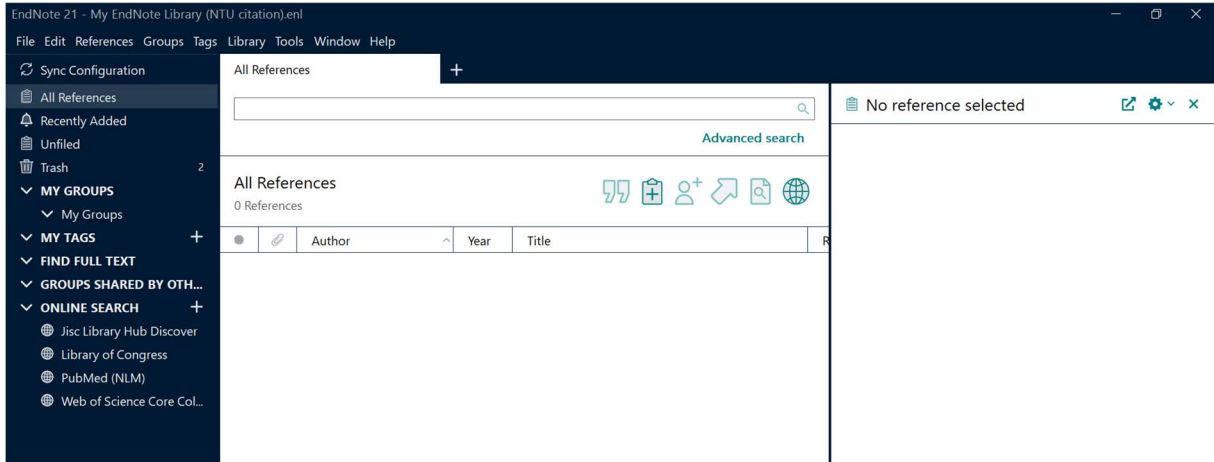 EndNote 21 - My EndNote Library (NTU citation).enl
File Edit References Groups Tags Library Tools Window Help
Sync Configuration
All References
Recently Added
Unfiled
Trash 2
MY GROUPS
My Groups
MY TAGS
FIND FULL TEXT
GROUPS SHARED BY OTH...
ONLINE SEARCH
Jisc Library Hub Discover
Library of Congress
PubMed (NLM)
Web of Science Core Col...
All References
Advanced search
All References
0 References
Author Year Title R
No reference selected